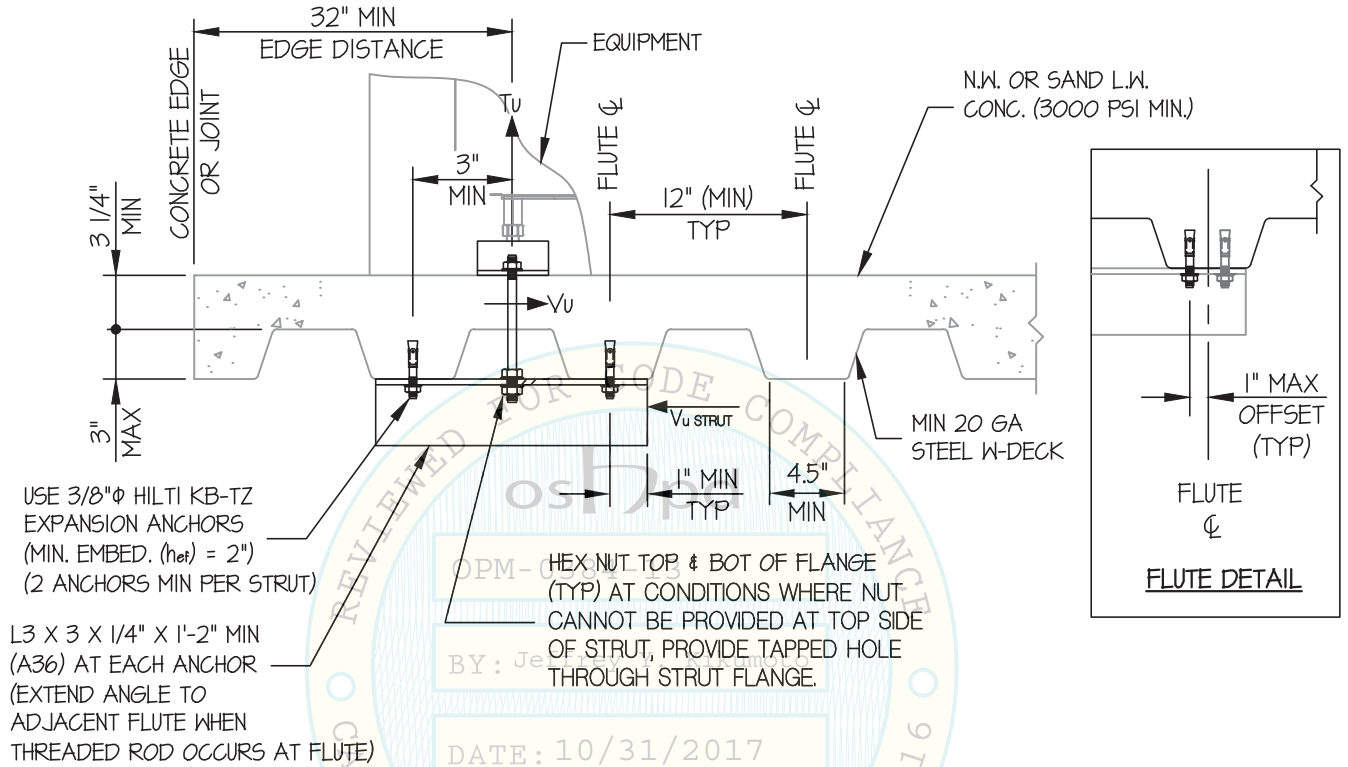 32" MIN
EDGE DISTANCE
CONCRETE EDGE
OR JOINT
EQUIPMENT
Tu
FLUTE ℄
FLUTE ℄
N.W. OR SAND L.W.
CONC. (3000 PSI MIN.)
3"
MIN
12" (MIN)
TYP
3 1/4"
MIN
Vu
3"
MAX
Vu STRUT
1" MIN
TYP
4.5"
MIN
MIN 20 GA
STEEL W-DECK
1" MAX
OFFSET
(TYP)
FLUTE
℄
FLUTE DETAIL
USE 3/8"Φ HILTI KB-TZ
EXPANSION ANCHORS
(MIN. EMBED. (hef) = 2")
(2 ANCHORS MIN PER STRUT)
L3 X 3 X 1/4" X 1'-2" MIN
(A36) AT EACH ANCHOR
(EXTEND ANGLE TO
ADJACENT FLUTE WHEN
THREADED ROD OCCURS AT FLUTE)
HEX NUT TOP & BOT OF FLANGE
(TYP) AT CONDITIONS WHERE NUT
CANNOT BE PROVIDED AT TOP SIDE
OF STRUT, PROVIDE TAPPED HOLE
THROUGH STRUT FLANGE.
REVIEWED FOR CODE COMPLIANCE
oshpd
OPM-0384-13
BY: Jeffrey Y. Kikumoto
DATE: 10/31/2017